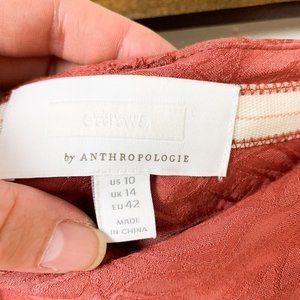 by ANTHROPOLOGIE
US 10
UK 14
EU 42
MADE
IN CHINA